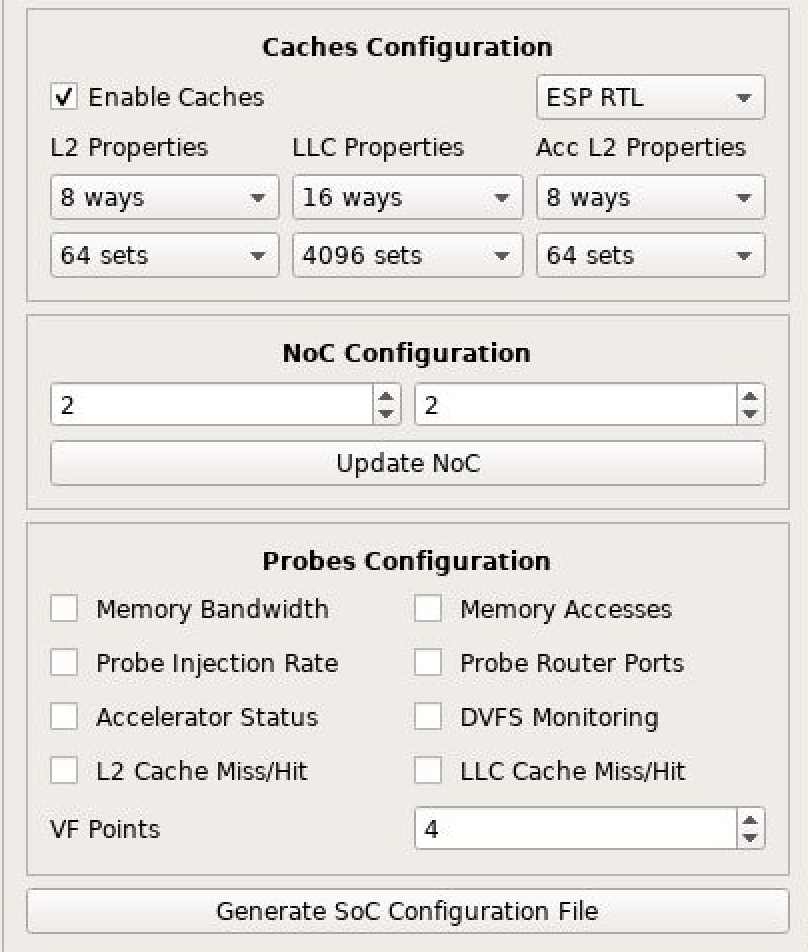 Caches Configuration
Enable Caches ESP RTL
L2 Properties LLC Properties Acc L2 Properties
8 ways 16 ways 8 ways
64 sets 4096 sets 64 sets
NoC Configuration
2 2
Update NoC
Probes Configuration
Memory Bandwidth Memory Accesses
Probe Injection Rate Probe Router Ports
Accelerator Status DVFS Monitoring
L2 Cache Miss/Hit LLC Cache Miss/Hit
VF Points 4
Generate SoC Configuration File